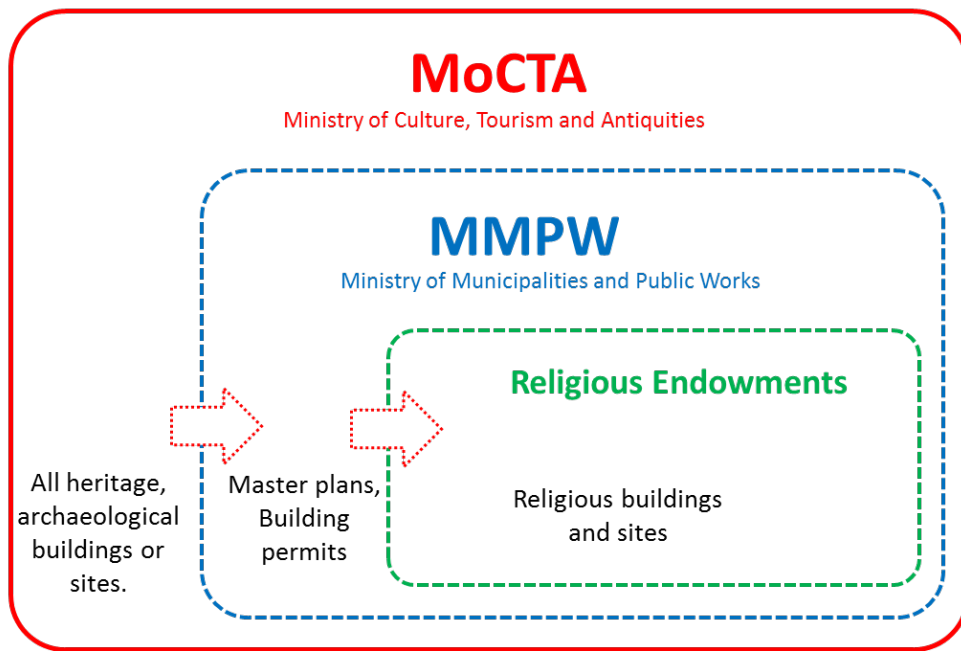 MoCTA
Ministry of Culture, Tourism and Antiquities
MMPW
Ministry of Municipalities and Public Works
Religious Endowments
All heritage,
archaeological
buildings or
sites.
Master plans,
Building
permits
Religious buildings
and sites